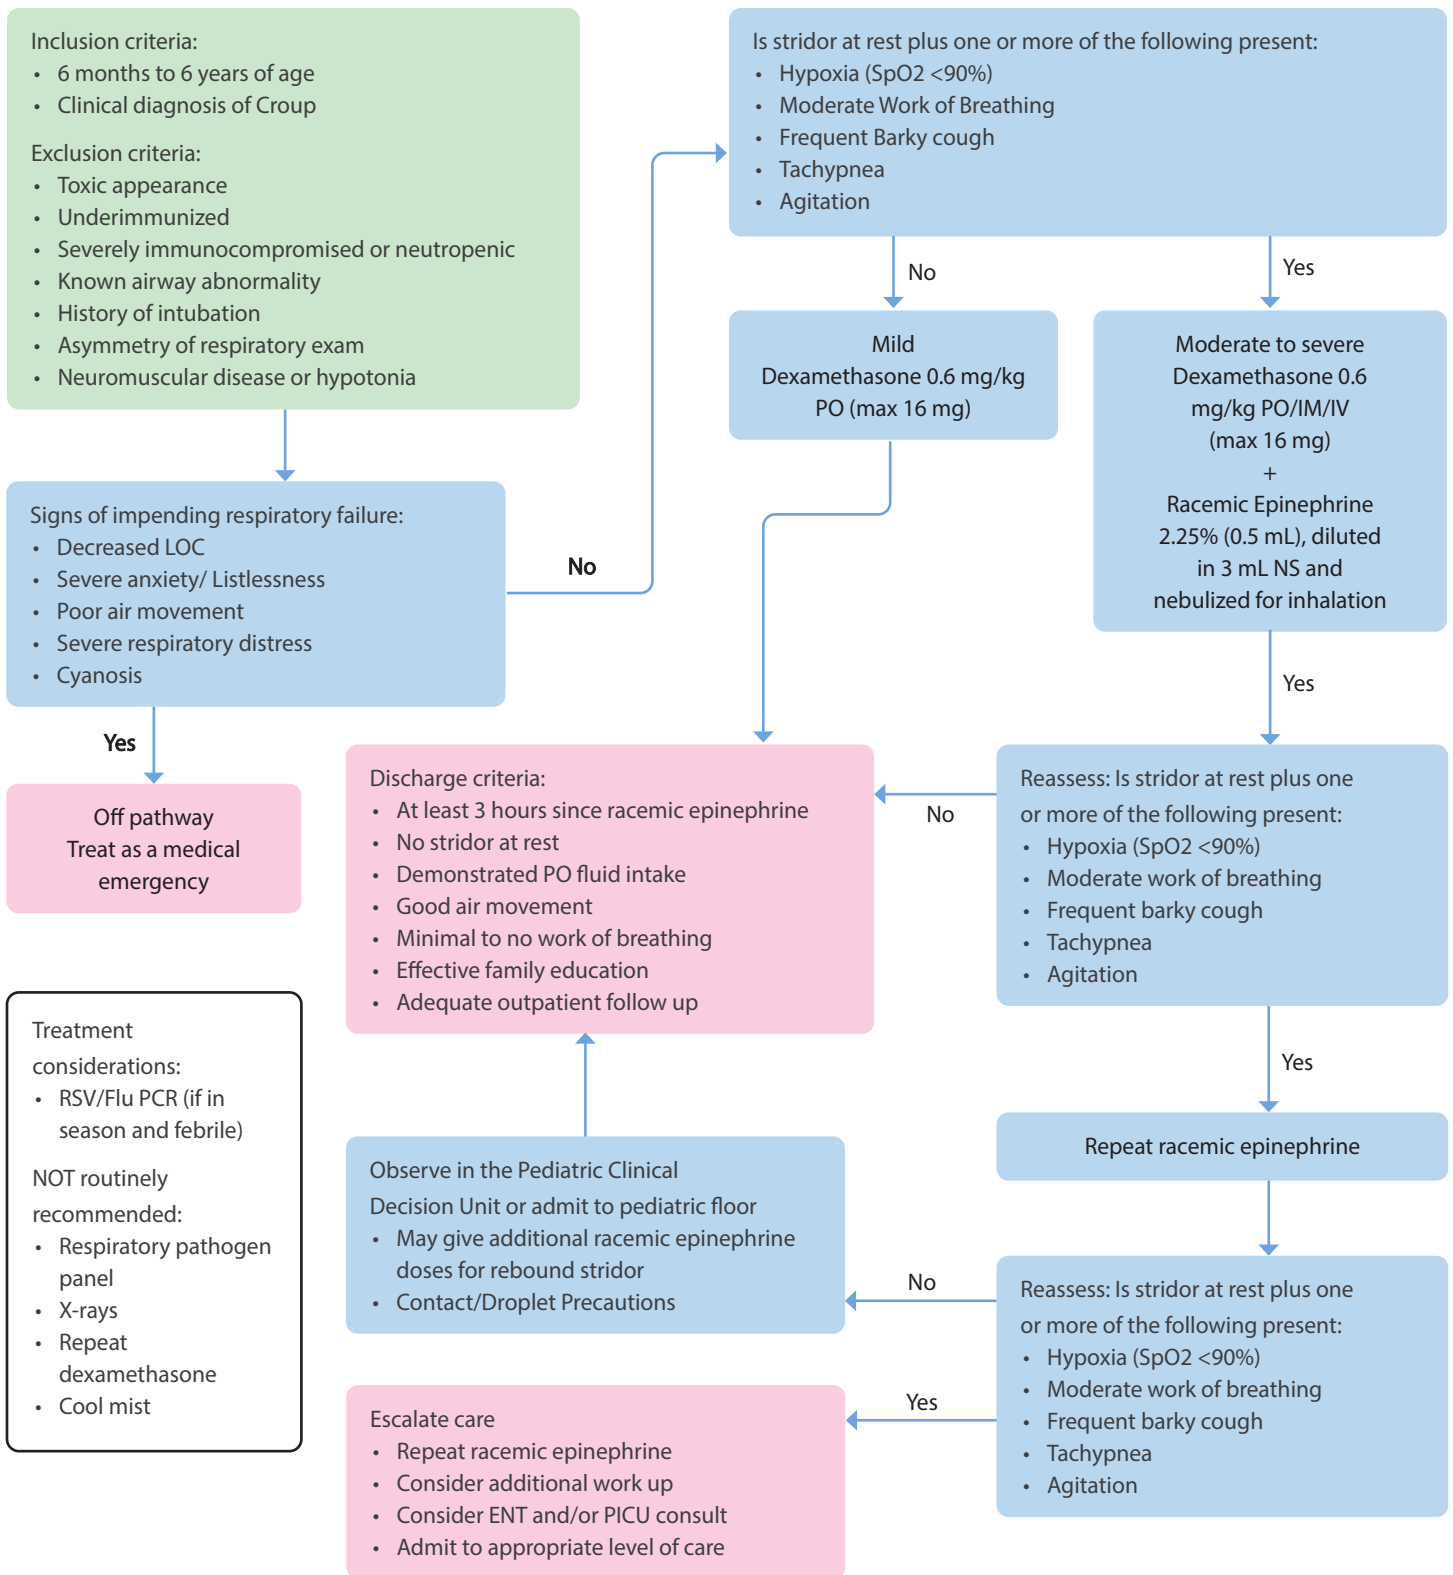 Inclusion criteria:
• 6 months to 6 years of age
• Clinical diagnosis of Croup
Exclusion criteria:
• Toxic appearance
• Underimmunized
• Severely immunocompromised or neutropenic
• Known airway abnormality
• History of intubation
• Asymmetry of respiratory exam
• Neuromuscular disease or hypotonia
Signs of impending respiratory failure:
• Decreased LOC
• Severe anxiety/ Listlessness
• Poor air movement
• Severe respiratory distress
• Cyanosis
No
Yes
Off pathway
Treat as a medical
emergency
Is stridor at rest plus one or more of the following present:
• Hypoxia (SpO2 <90%)
• Moderate Work of Breathing
• Frequent Barky cough
• Tachypnea
• Agitation
No
Yes
Mild
Dexamethasone 0.6 mg/kg
PO (max 16 mg)
Moderate to severe
Dexamethasone 0.6
mg/kg PO/IM/IV
(max 16 mg)
+
Racemic Epinephrine
2.25% (0.5 mL), diluted
in 3 mL NS and
nebulized for inhalation
Yes
Reassess: Is stridor at rest plus one
or more of the following present:
• Hypoxia (SpO2 <90%)
• Moderate work of breathing
• Frequent barky cough
• Tachypnea
• Agitation
No
Discharge criteria:
• At least 3 hours since racemic epinephrine
• No stridor at rest
• Demonstrated PO fluid intake
• Good air movement
• Minimal to no work of breathing
• Effective family education
• Adequate outpatient follow up
Yes
Repeat racemic epinephrine
Reassess: Is stridor at rest plus one
or more of the following present:
• Hypoxia (SpO2 <90%)
• Moderate work of breathing
• Frequent barky cough
• Tachypnea
• Agitation
No
Observe in the Pediatric Clinical
Decision Unit or admit to pediatric floor
• May give additional racemic epinephrine
doses for rebound stridor
• Contact/Droplet Precautions
Yes
Escalate care
• Repeat racemic epinephrine
• Consider additional work up
• Consider ENT and/or PICU consult
• Admit to appropriate level of care
Treatment
considerations:
• RSV/Flu PCR (if in
season and febrile)
NOT routinely
recommended:
• Respiratory pathogen
panel
• X-rays
• Repeat
dexamethasone
• Cool mist